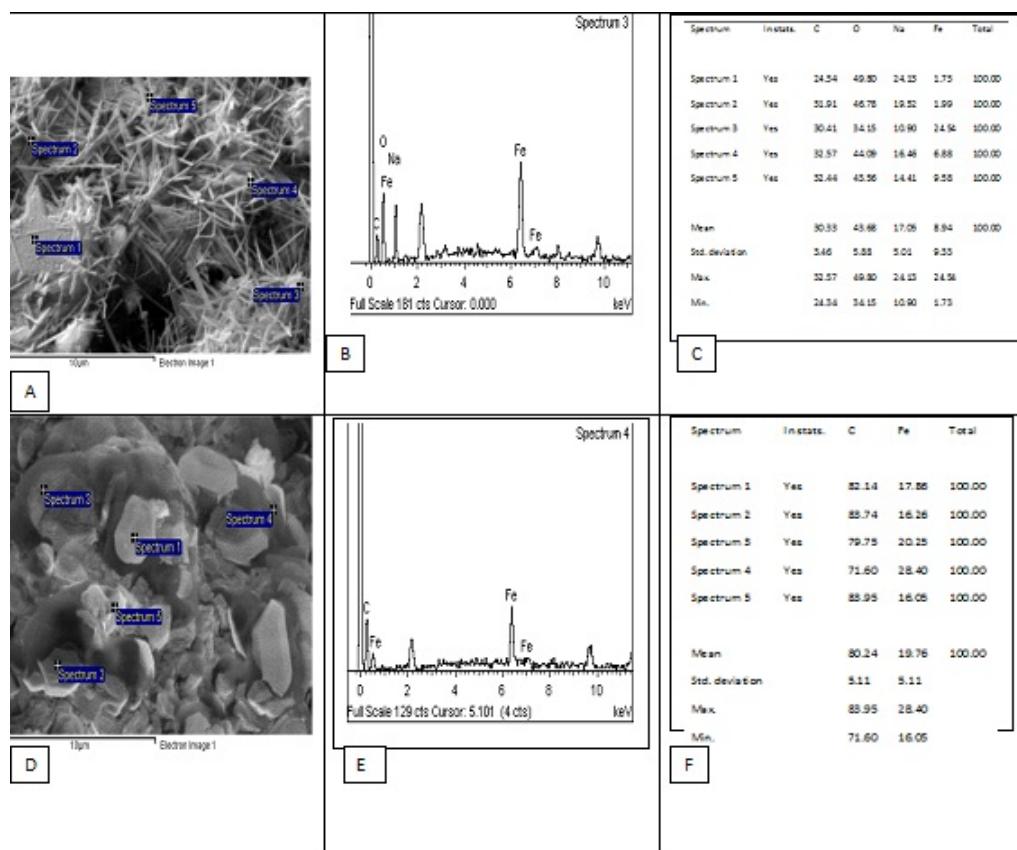 Spectrum 5
Spectrum 2
Spectrum 4
Spectrum 1
Spectrum 3
10µm Electron Image 1
A
Spectrum 3
O
Na
Fe
Fe
Fe
0 2 4 6 8 10
Full Scale 181 cts Cursor: 0.000 keV
B
Spectrum In stats. C O Na Fe Total
Spectrum 1 Yes 24.34 49.80 24.13 1.73 100.00
Spectrum 2 Yes 31.91 46.78 19.32 1.99 100.00
Spectrum 3 Yes 30.41 34.15 10.90 24.54 100.00
Spectrum 4 Yes 32.57 44.09 16.46 6.88 100.00
Spectrum 5 Yes 32.44 43.56 14.41 9.58 100.00
Mean 30.33 43.68 17.05 8.94 100.00
Std. deviation 3.46 5.88 5.01 9.33
Max. 32.57 49.80 24.13 24.54
Min. 24.34 34.15 10.90 1.73
C
Spectrum 3
Spectrum 4
Spectrum 1
Spectrum 5
Spectrum 2
10µm Electron Image 1
D
Spectrum 4
C
Fe
Fe
Fe
0 2 4 6 8 10
Full Scale 129 cts Cursor: 5.101 (4 cts) keV
E
Spectrum In stats. C Fe Total
Spectrum 1 Yes 82.14 17.86 100.00
Spectrum 2 Yes 83.74 16.26 100.00
Spectrum 3 Yes 79.75 20.25 100.00
Spectrum 4 Yes 71.60 28.40 100.00
Spectrum 5 Yes 83.95 16.05 100.00
Mean 80.24 19.76 100.00
Std. deviation 5.11 5.11
Max. 83.95 28.40
Min. 71.60 16.05
F